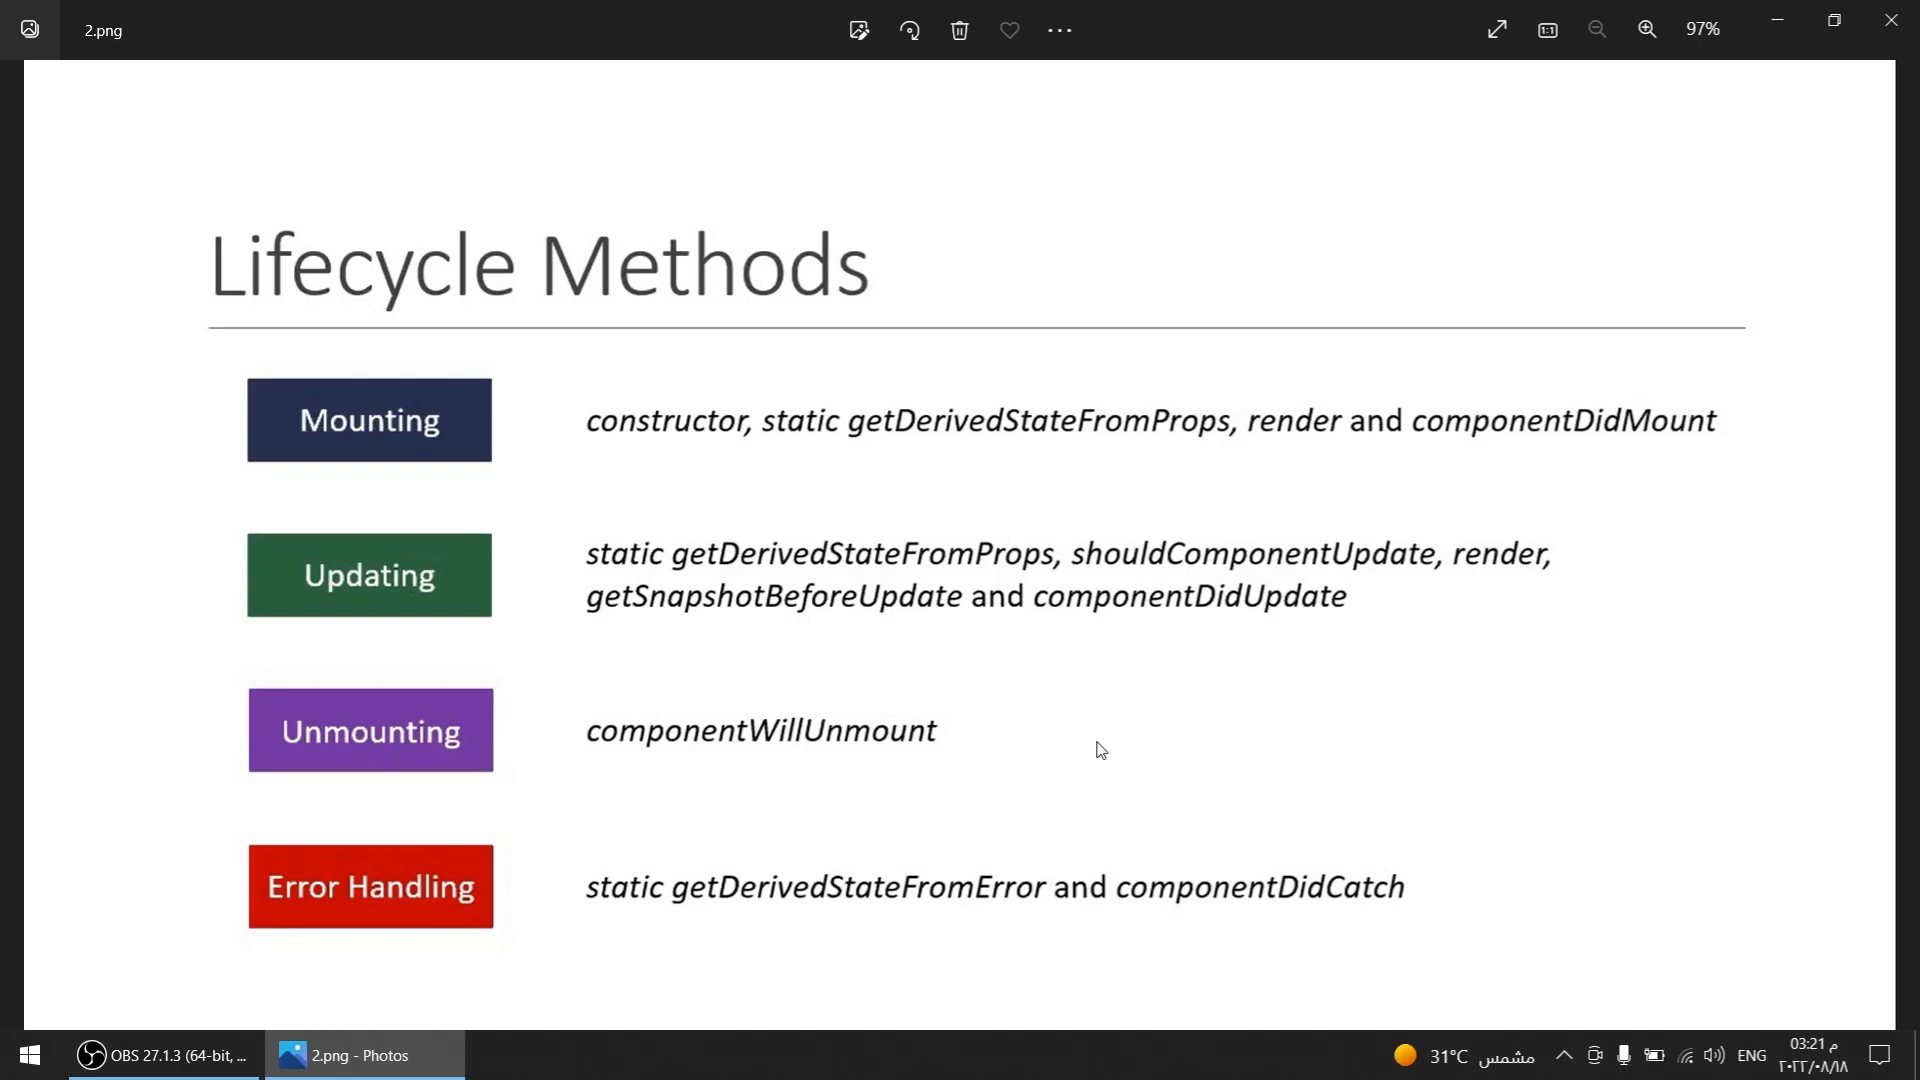 2.png
97%
Lifecycle Methods
Mounting
constructor, static getDerivedStateFromProps, render and componentDidMount
Updating
static getDerivedStateFromProps, shouldComponentUpdate, render,
getSnapshotBeforeUpdate and componentDidUpdate
Unmounting
componentWillUnmount
Error Handling
static getDerivedStateFromError and componentDidCatch
OBS 27.1.3 (64-bit, ...
2.png - Photos
31°C مشمس
ENG
03:21 م
٢٠٢٢/٠٨/١٨